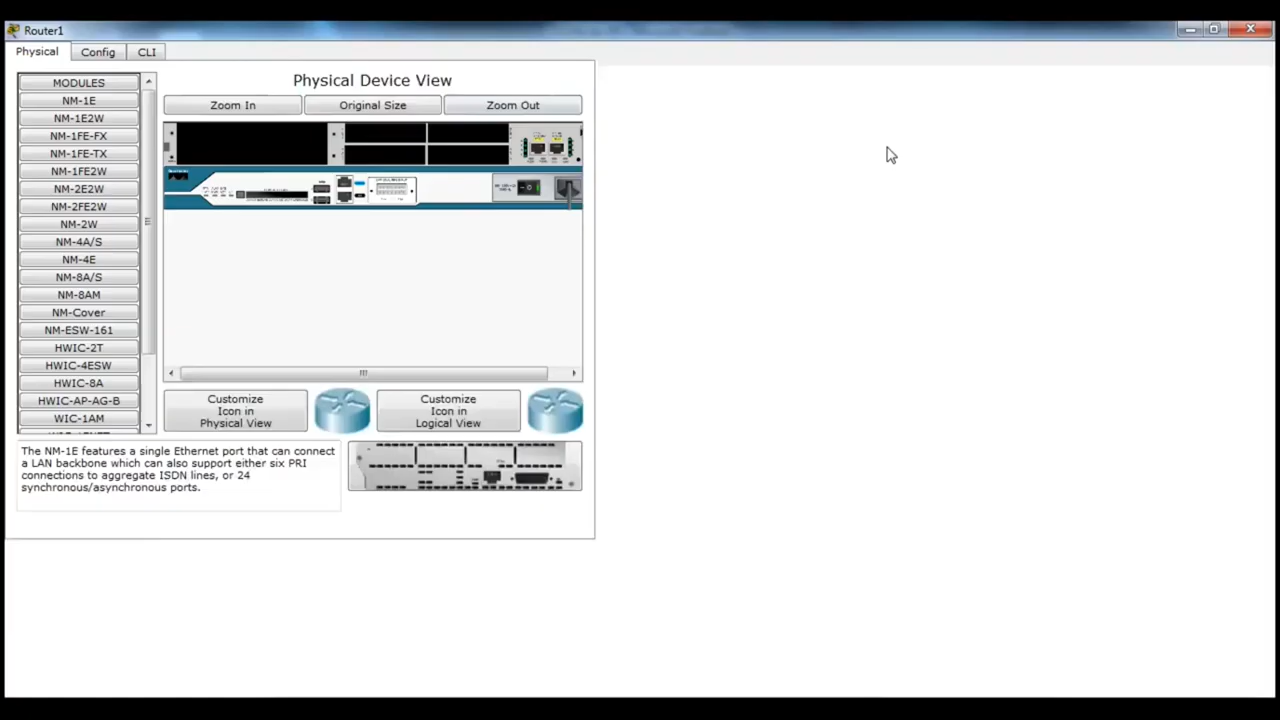 Router1
Physical
Config
CLI
MODULES
NM-1E
NM-1E2W
NM-1FE-FX
NM-1FE-TX
NM-1FE2W
NM-2E2W
NM-2FE2W
NM-2W
NM-4A/S
NM-4E
NM-8A/S
NM-8AM
NM-Cover
NM-ESW-161
HWIC-2T
HWIC-4ESW
HWIC-8A
HWIC-AP-AG-B
WIC-1AM
Physical Device View
Zoom In
Original Size
Zoom Out
Customize
Icon in
Physical View
Customize
Icon in
Logical View
The NM-1E features a single Ethernet port that can connect
a LAN backbone which can also support either six PRI
connections to aggregate ISDN lines, or 24
synchronous/asynchronous ports.